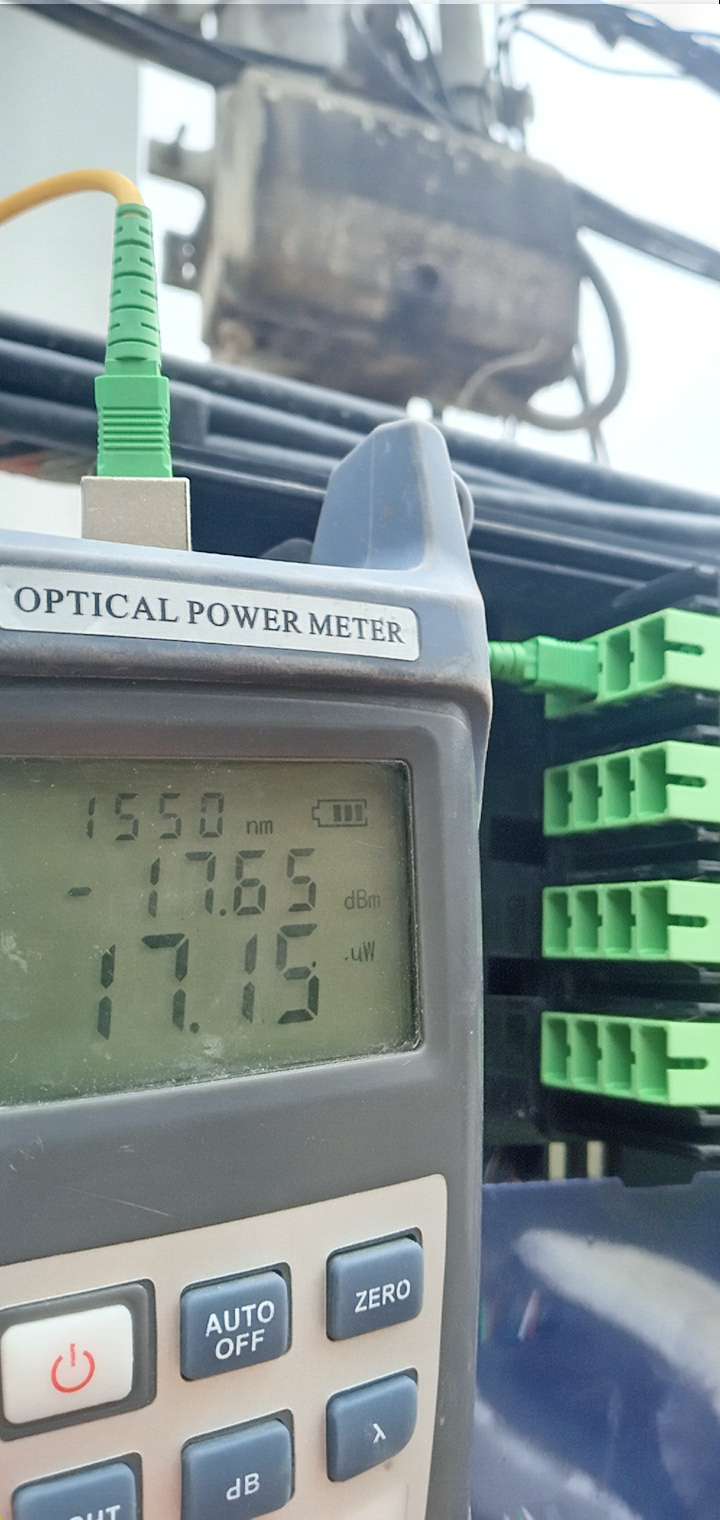 OPTICAL POWER METER
1550 nm
-17.65 dBm
17.15 uW
AUTO OFF
ZERO
dB
λ